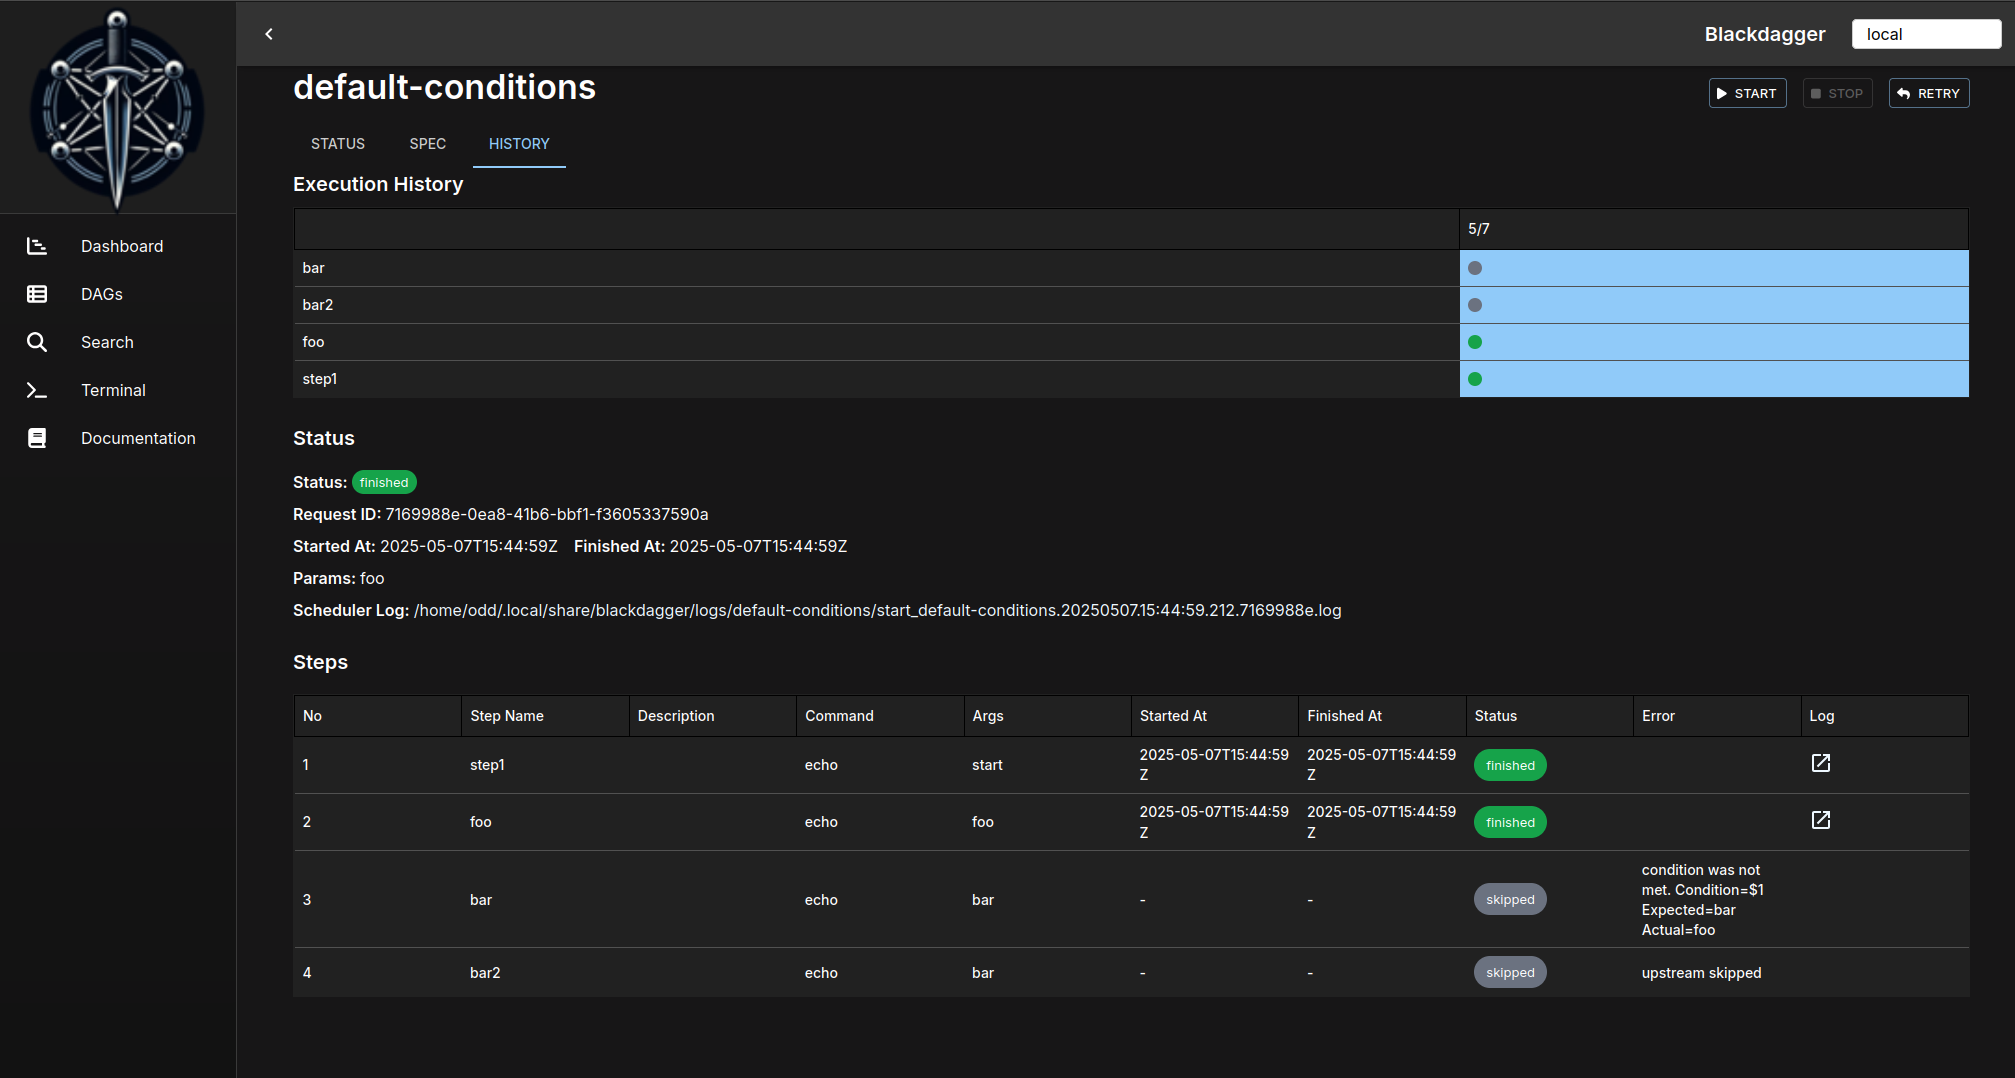 Blackdagger
local
default-conditions
START
STOP
RETRY
STATUS
SPEC
HISTORY
Dashboard
DAGs
Search
Terminal
Documentation
Execution History
5/7
bar
bar2
foo
step1
Status
Status: finished
Request ID: 7169988e-0ea8-41b6-bbf1-f3605337590a
Started At: 2025-05-07T15:44:59Z Finished At: 2025-05-07T15:44:59Z
Params: foo
Scheduler Log: /home/odd/.local/share/blackdagger/logs/default-conditions/start_default-conditions.20250507.15:44:59.212.7169988e.log
Steps
No Step Name Description Command Args Started At Finished At Status Error Log
1 step1 echo start 2025-05-07T15:44:59 2025-05-07T15:44:59 finished
Z Z
2 foo echo foo 2025-05-07T15:44:59 2025-05-07T15:44:59 finished
Z Z
3 bar echo bar - - skipped
condition was not
met. Condition=$1
Expected=bar
Actual=foo
4 bar2 echo bar - - skipped upstream skipped